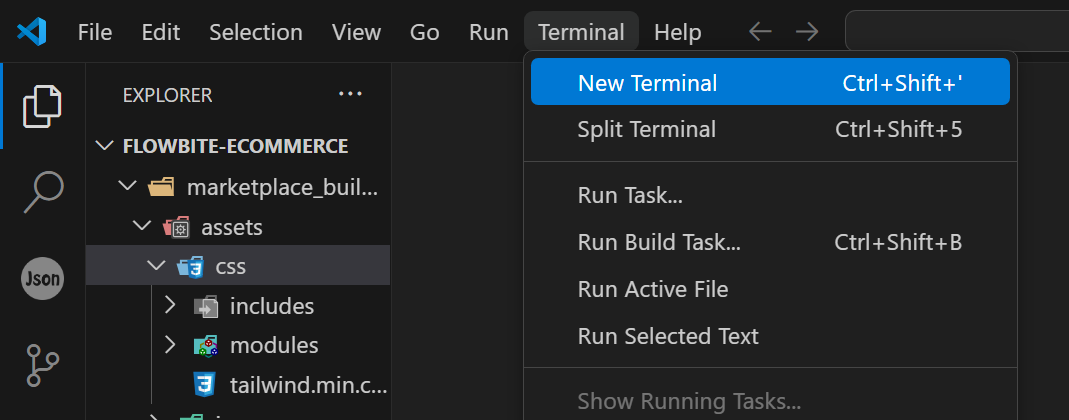 File Edit Selection View Go Run Terminal Help
EXPLORER ...
FLOWBITE-ECOMMERCE
marketplace_buil...
assets
css
includes
modules
tailwind.min.c...
New Terminal Ctrl+Shift+'
Split Terminal Ctrl+Shift+5
Run Task...
Run Build Task... Ctrl+Shift+B
Run Active File
Run Selected Text
Show Running Tasks...
Json